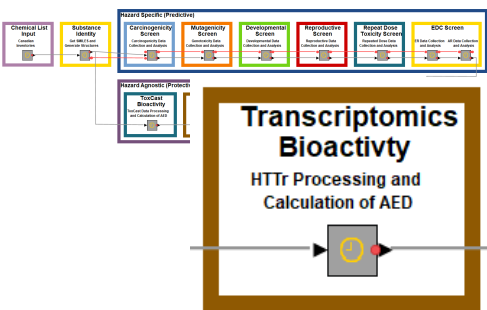 Hazard Specific (Predictive)
Chemical List
Input
Canadian
Inventories
Substance
Identity
Get SMILES and
Generate Structures
Carcinogenicity
Screen
Carcinogenicity Data
Collection and Analysis
Mutagenicity
Screen
Genotoxicity Data
Collection and Analysis
Developmental
Screen
Developmental Data
Collection and Analysis
Reproductive
Screen
Reproductive Data
Collection and Analysis
Repeat Dose
Toxicity Screen
Repeated Dose Data
Collection and Analysis
EDC Screen
ER Data Collection
and Analysis
AR Data Collection
and Analysis
Hazard Agnostic (Protecti
ToxCast
Bioactivity
ToxCast Data Processing
and Calculation of AED
Transcriptomics
Bioactivty
HTTr Processing and
Calculation of AED